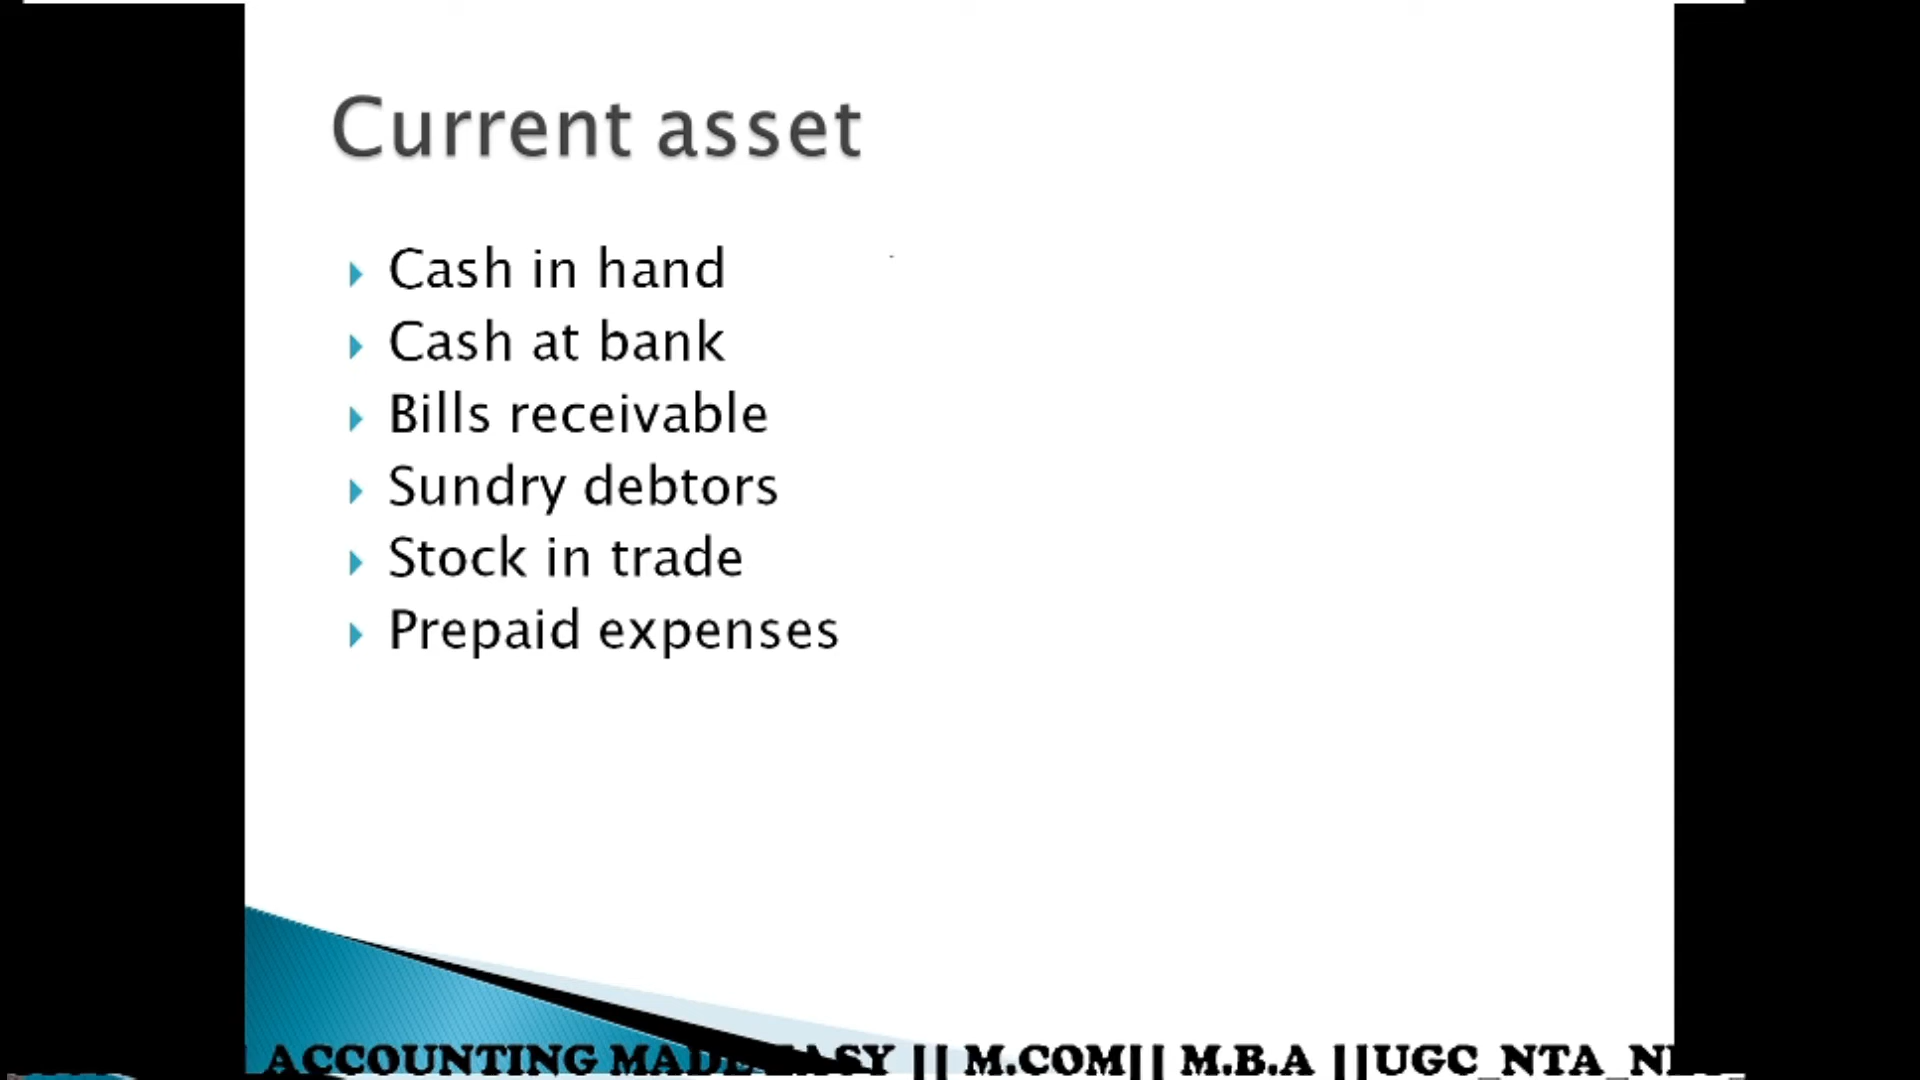 Current asset
Cash in hand
Cash at bank
Bills receivable
Sundry debtors
Stock in trade
Prepaid expenses
ACCOUNTING MADE EASY || M.COM|| M.B.A ||UGC_NTA_